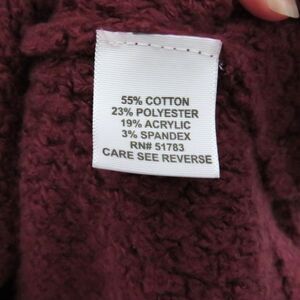 55% COTTON
23% POLYESTER
19% ACRYLIC
3% SPANDEX
RN# 51783
CARE SEE REVERSE